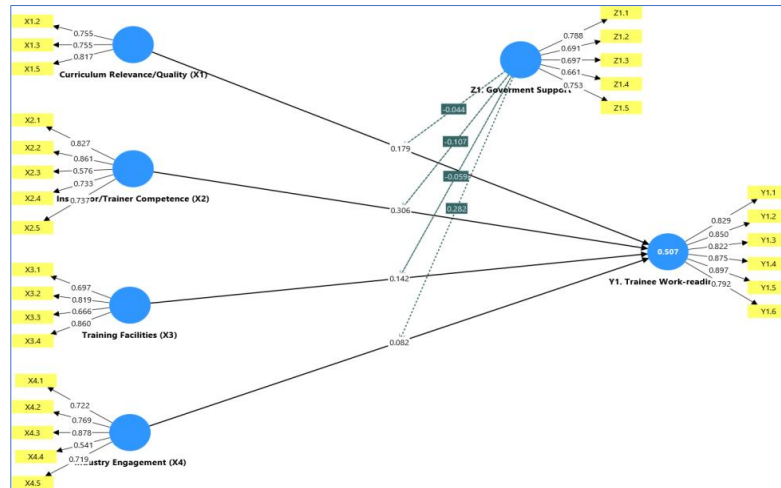 X1.2
X1.3
X1.5
0.755
0.755
0.817
Curriculum Relevance/Quality (X1)
Z1.1
Z1.2
Z1.3
Z1.4
Z1.5
0.788
0.691
0.697
0.661
0.753
Z1. Goverment Support
-0.044
-0.107
-0.059
0.282
0.179
0.306
0.142
0.082
X2.1
X2.2
X2.3
X2.4
X2.5
0.827
0.861
0.576
0.733
0.737
/Trainer Competence (X2)
Y1.1
Y1.2
Y1.3
Y1.4
Y1.5
Y1.6
0.829
0.850
0.822
0.875
0.897
0.792
0.507
Y1. Trainee
X3.1
X3.2
X3.3
X3.4
0.697
0.819
0.666
0.860
Training Facilities (X3)
X4.1
X4.2
X4.3
X4.4
X4.5
0.722
0.769
0.878
0.541
0.719
Engagement (X4)